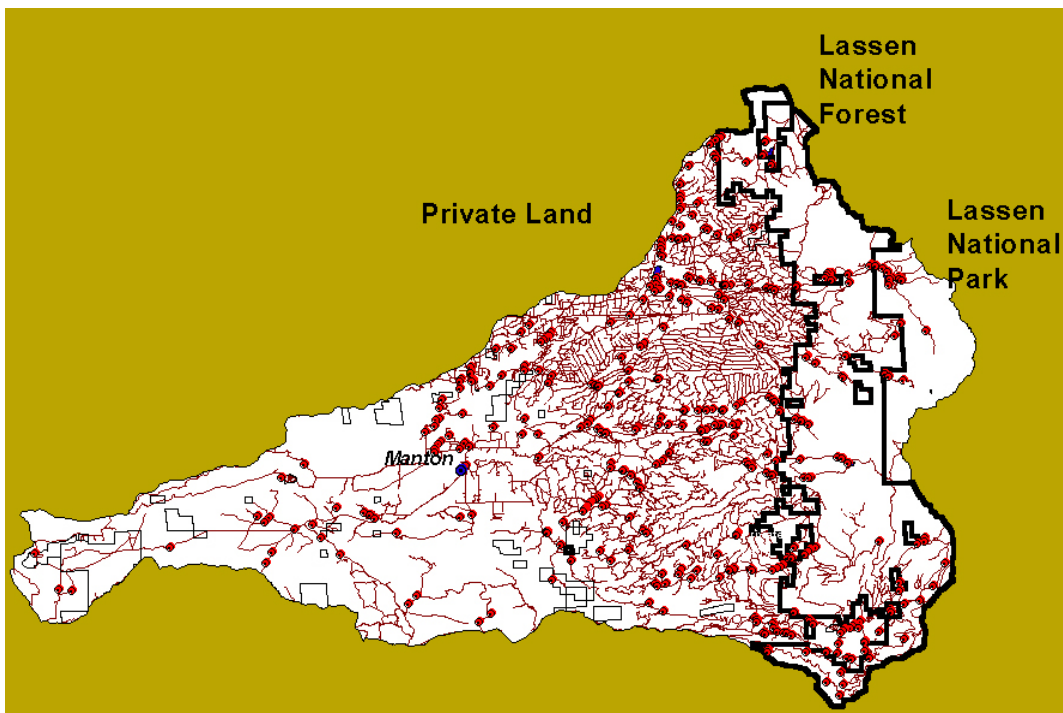 Lassen
National
Forest
Private Land
Lassen
National
Park
Manton